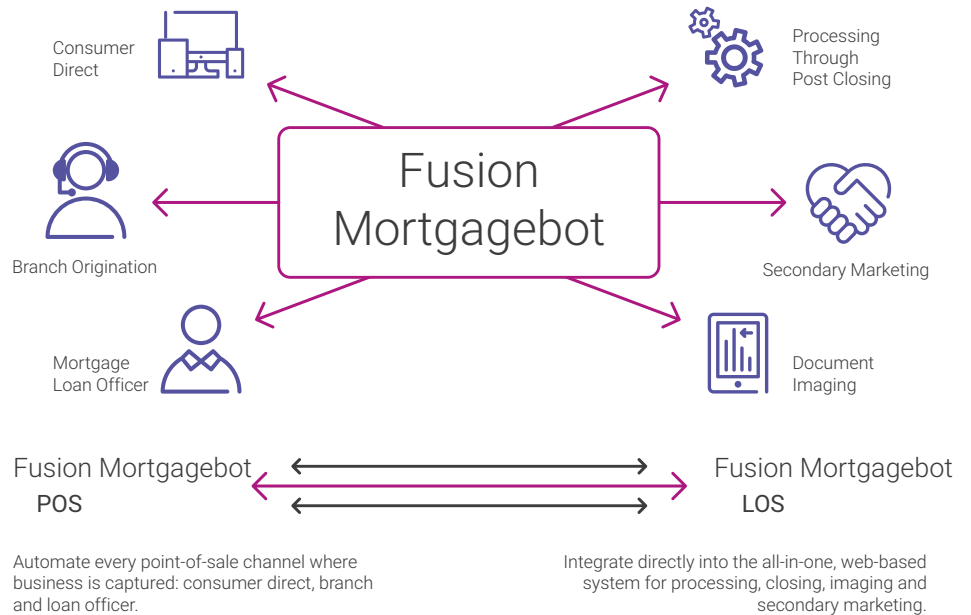 Consumer
Direct
Processing
Through
Post Closing
Fusion
Mortgagebot
Branch Origination
Secondary Marketing
Mortgage
Loan Officer
Document
Imaging
Fusion Mortgagebot
POS
Fusion Mortgagebot
LOS
Automate every point-of-sale channel where
business is captured: consumer direct, branch
and loan officer.
Integrate directly into the all-in-one, web-based
system for processing, closing, imaging and
secondary marketing.